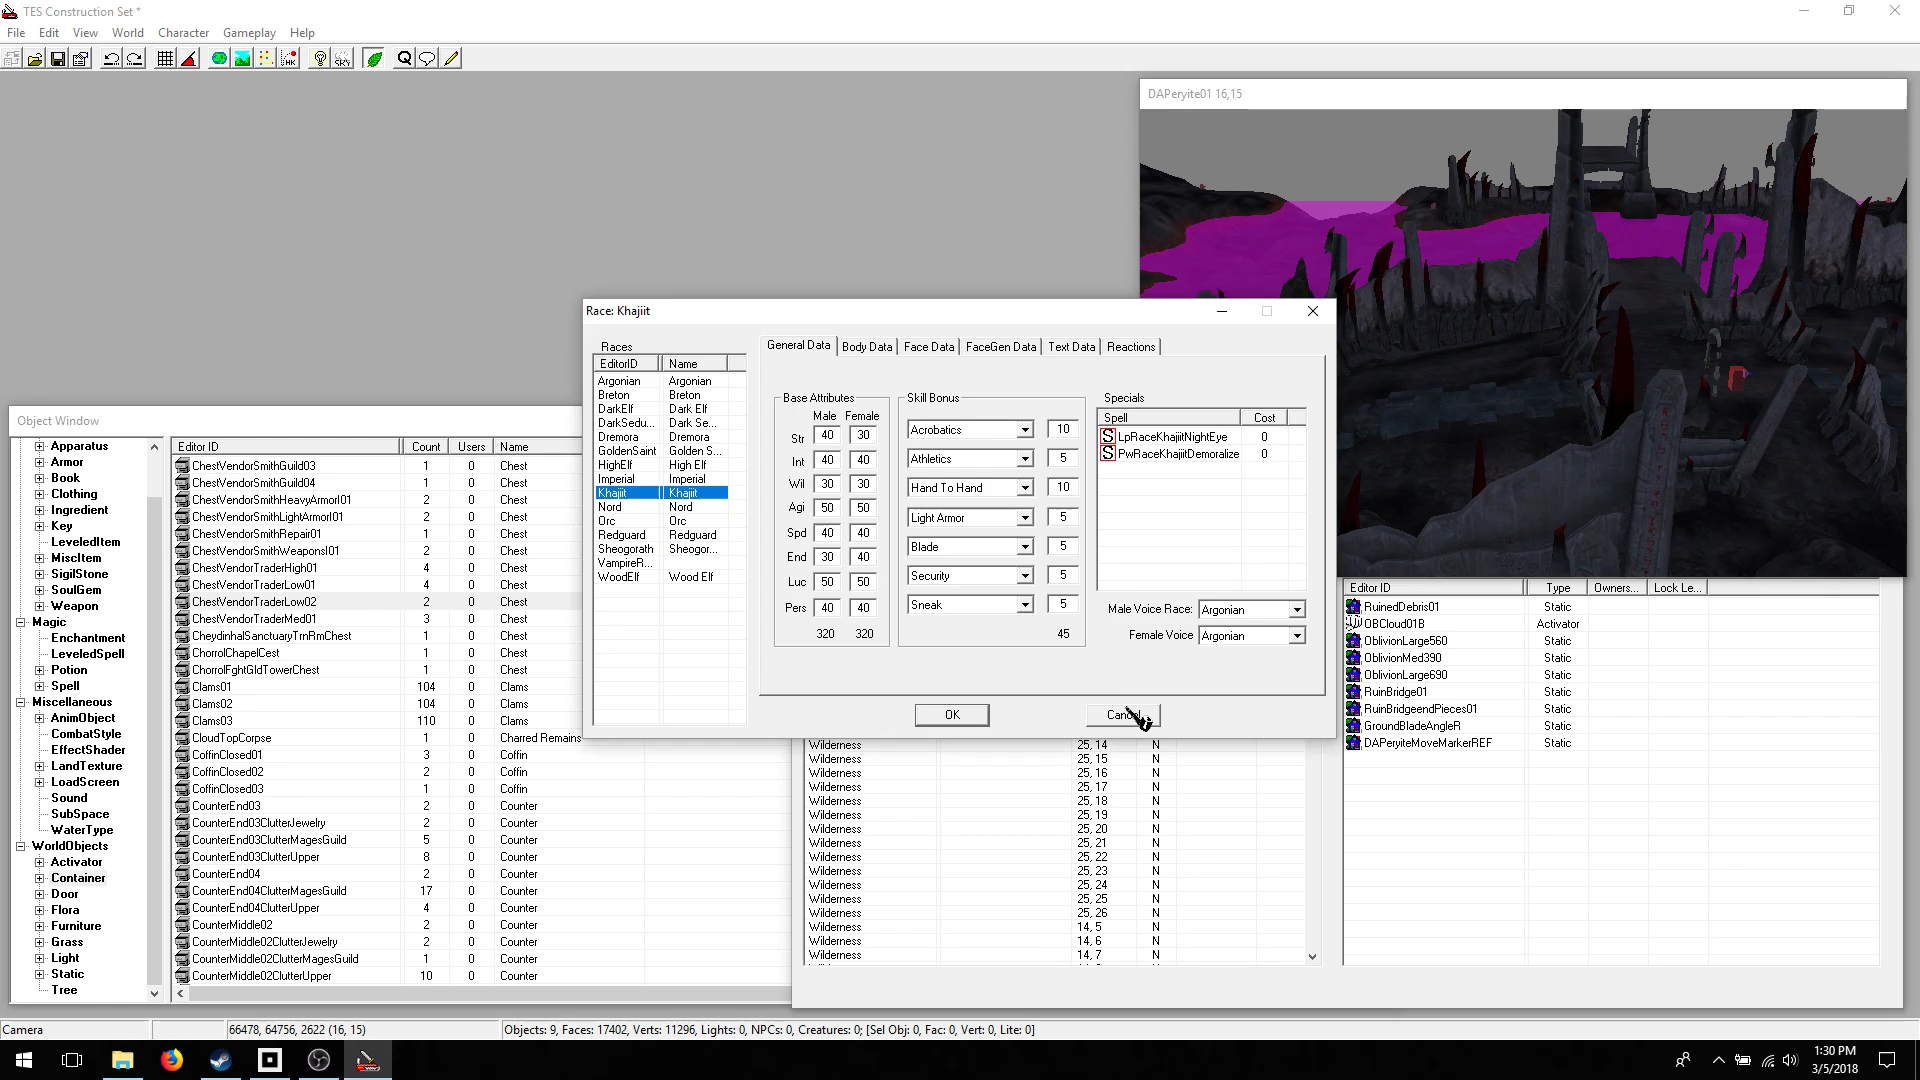 TES Construction Set *
File Edit View World Character Gameplay Help
DAPeryite01 16,15
Race: Khajiit
Races
EditorID Name
Argonian Argonian
Breton Breton
DarkElf Dark Elf
DarkSedu... Dark Se...
Dremora Dremora
GoldenSaint Golden S...
HighElf High Elf
Imperial Imperial
Khajiit Khajiit
Nord Nord
Orc Orc
Redguard Redguard
Sheogorath Sheogor...
VampireR...
WoodElf Wood Elf
General Data Body Data Face Data FaceGen Data Text Data Reactions
Base Attributes
Male Female
Str 40 30
Int 40 40
Wil 30 30
Agi 50 50
Spd 40 40
End 30 40
Luc 50 50
Pers 40 40
320 320
Skill Bonus
Acrobatics 10
Athletics 5
Hand To Hand 10
Light Armor 5
Blade 5
Security 5
Sneak 5
45
Specials
Spell Cost
S LpRaceKhajiitNightEye 0
S PwRaceKhajiitDemoralize 0
Male Voice Race: Argonian
Female Voice Argonian
OK
Cancel
Object Window
Apparatus
Armor
Book
Clothing
Ingredient
Key
LeveledItem
MiscItem
SigilStone
SoulGem
Weapon
Magic
Enchantment
LeveledSpell
Potion
Spell
Miscellaneous
AnimObject
CombatStyle
EffectShader
LandTexture
LoadScreen
Sound
SubSpace
WaterType
WorldObjects
Activator
Container
Door
Flora
Furniture
Grass
Light
Static
Tree
Editor ID Count Users Name
ChestVendorSmithGuild03 1 0 Chest
ChestVendorSmithGuild04 1 0 Chest
ChestVendorSmithHeavyArmorI01 2 0 Chest
ChestVendorSmithLightArmorI01 2 0 Chest
ChestVendorSmithRepair01 1 0 Chest
ChestVendorSmithWeaponsI01 2 0 Chest
ChestVendorTraderHigh01 4 0 Chest
ChestVendorTraderLow01 4 0 Chest
ChestVendorTraderLow02 2 0 Chest
ChestVendorTraderMed01 3 0 Chest
CheydinhalSanctuaryTrnRmChest 1 0 Chest
ChorrolChapelCest 1 0 Chest
ChorrolFghtGldTowerChest 1 0 Chest
Clams01 104 0 Clams
Clams02 104 0 Clams
Clams03 110 0 Clams
CloudTopCorpse 1 0 Charred Remains
CoffinClosed01 3 0 Coffin
CoffinClosed02 2 0 Coffin
CoffinClosed03 1 0 Coffin
CounterEnd03 2 0 Counter
CounterEnd03ClutterJewelry 2 0 Counter
CounterEnd03ClutterMagesGuild 5 0 Counter
CounterEnd03ClutterUpper 8 0 Counter
CounterEnd04 2 0 Counter
CounterEnd04ClutterMagesGuild 17 0 Counter
CounterEnd04ClutterUpper 4 0 Counter
CounterMiddle02 2 0 Counter
CounterMiddle02ClutterJewelry 2 0 Counter
CounterMiddle02ClutterMagesGuild 1 0 Counter
CounterMiddle02ClutterUpper 10 0 Counter
Wilderness 25, 14 N
Wilderness 25, 15 N
Wilderness 25, 16 N
Wilderness 25, 17 N
Wilderness 25, 18 N
Wilderness 25, 19 N
Wilderness 25, 20 N
Wilderness 25, 21 N
Wilderness 25, 22 N
Wilderness 25, 23 N
Wilderness 25, 24 N
Wilderness 25, 25 N
Wilderness 25, 26 N
Wilderness 14, 5 N
Wilderness 14, 6 N
Wilderness 14, 7 N
Editor ID Type Owners... Lock Le...
RuinedDebris01 Static
OBCloud01B Activator
OblivionLarge560 Static
OblivionMed390 Static
OblivionLarge690 Static
RuinBridge01 Static
RuinBridgeendPieces01 Static
GroundBladeAngleR Static
DAPeryiteMoveMarkerREF Static
Camera
66478, 64756, 2622 (16, 15)
Objects: 9, Faces: 17402, Verts: 11296, Lights: 0, NPCs: 0, Creatures: 0; [Sel Obj: 0, Fac: 0, Vert: 0, Lite: 0]
1:30 PM
3/5/2018